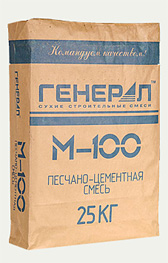 Командуем качеством!
ГЕНЕРАЛ
СУХИЕ СТРОИТЕЛЬНЫЕ СМЕСИ
М-100
ПЕСЧАНО-ЦЕМЕНТНАЯ
СМЕСЬ
25КГ